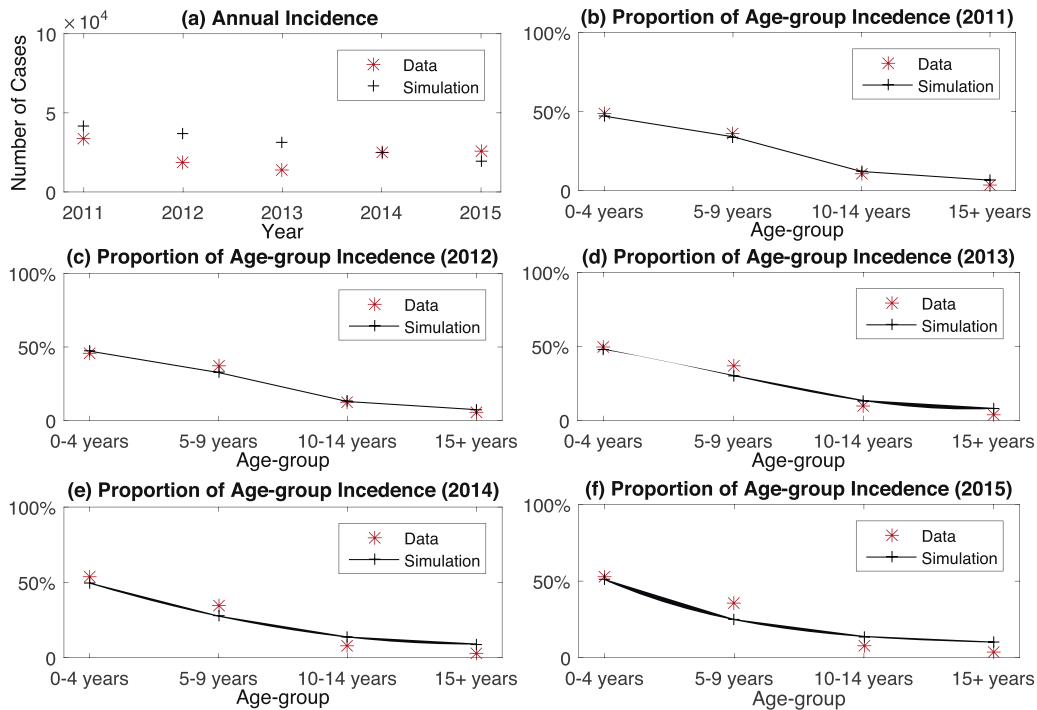 (a) Annual Incidence
10 × 10⁴
5
0
Number of Cases
Data
Simulation
2011 2012 2013 2014 2015
Year
(b) Proportion of Age-group Incedence (2011)
100%
50%
0
Data
Simulation
0-4 years 5-9 years 10-14 years 15+ years
Age-group
(c) Proportion of Age-group Incedence (2012)
100%
50%
0
Data
Simulation
0-4 years 5-9 years 10-14 years 15+ years
Age-group
(d) Proportion of Age-group Incedence (2013)
100%
50%
0
Data
Simulation
0-4 years 5-9 years 10-14 years 15+ years
Age-group
(e) Proportion of Age-group Incedence (2014)
100%
50%
0
Data
Simulation
0-4 years 5-9 years 10-14 years 15+ years
Age-group
(f) Proportion of Age-group Incedence (2015)
100%
50%
0
Data
Simulation
0-4 years 5-9 years 10-14 years 15+ years
Age-group